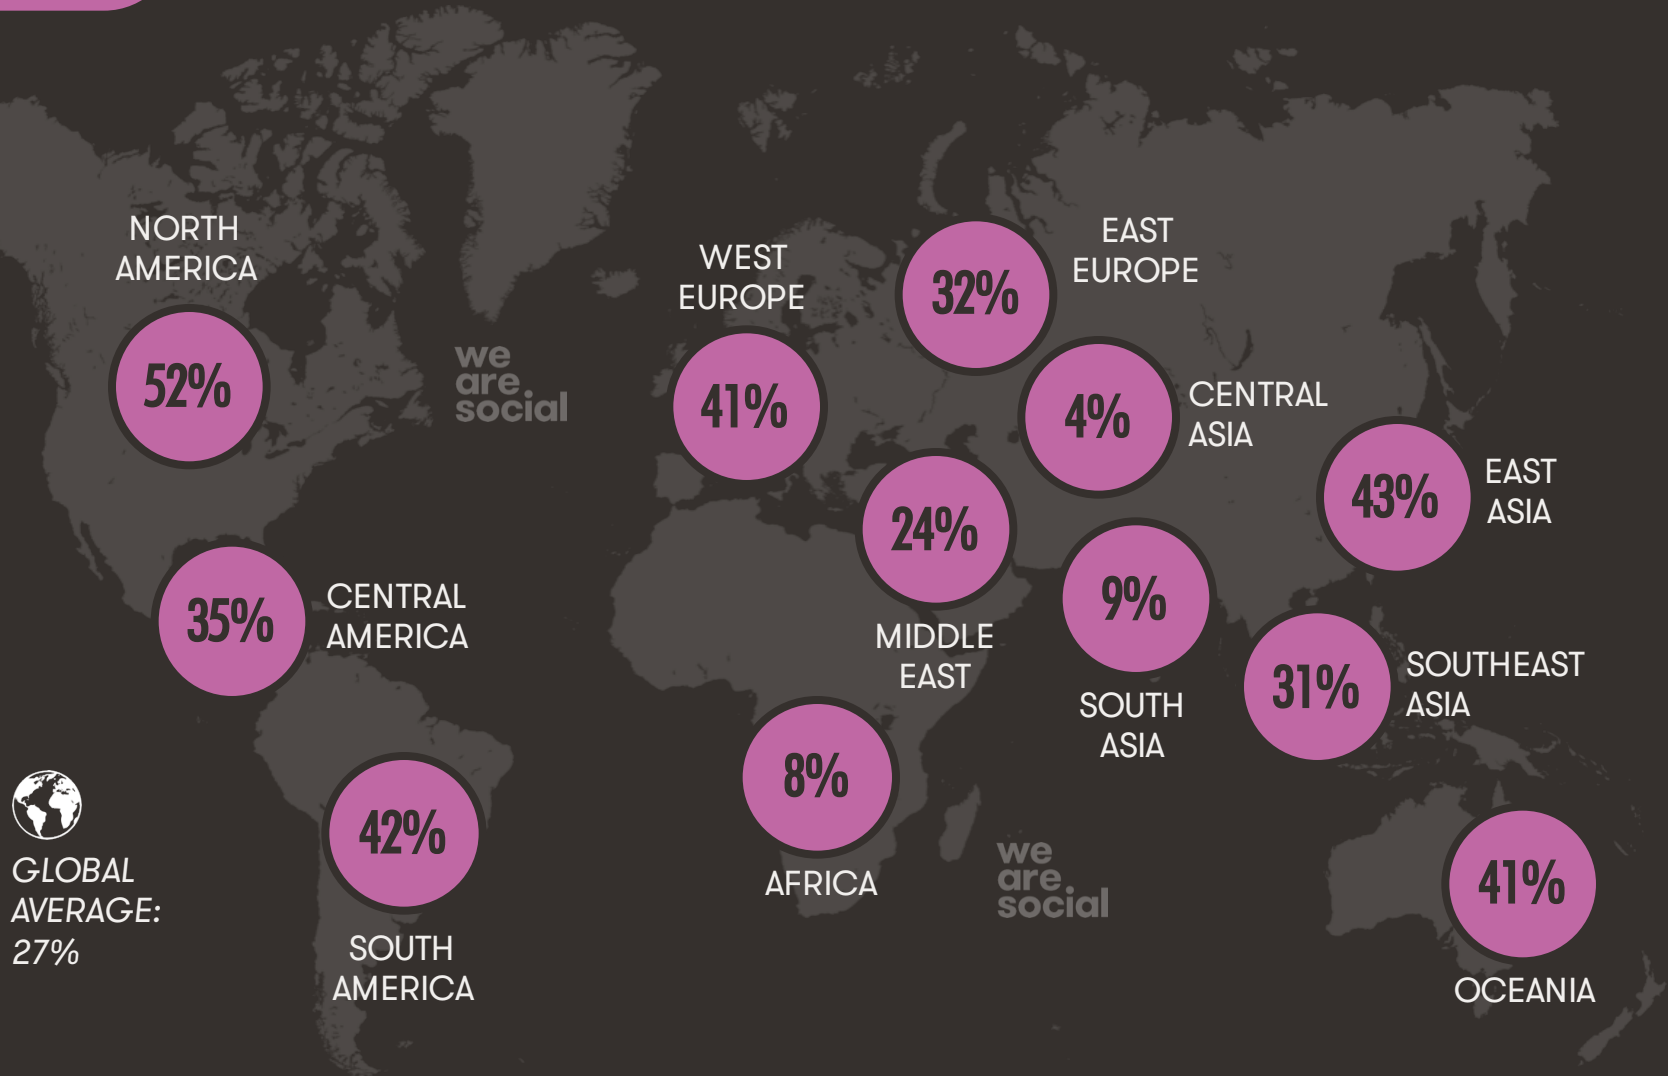 NORTH
AMERICA
52%
WEST
EUROPE
41%
32%
EAST
EUROPE
we
are
social
4%
CENTRAL
ASIA
43%
EAST
ASIA
24%
MIDDLE
EAST
35%
CENTRAL
AMERICA
9%
SOUTH
ASIA
31%
SOUTHEAST
ASIA
8%
AFRICA
42%
SOUTH
AMERICA
GLOBAL
AVERAGE:
27%
we
are
social
41%
OCEANIA